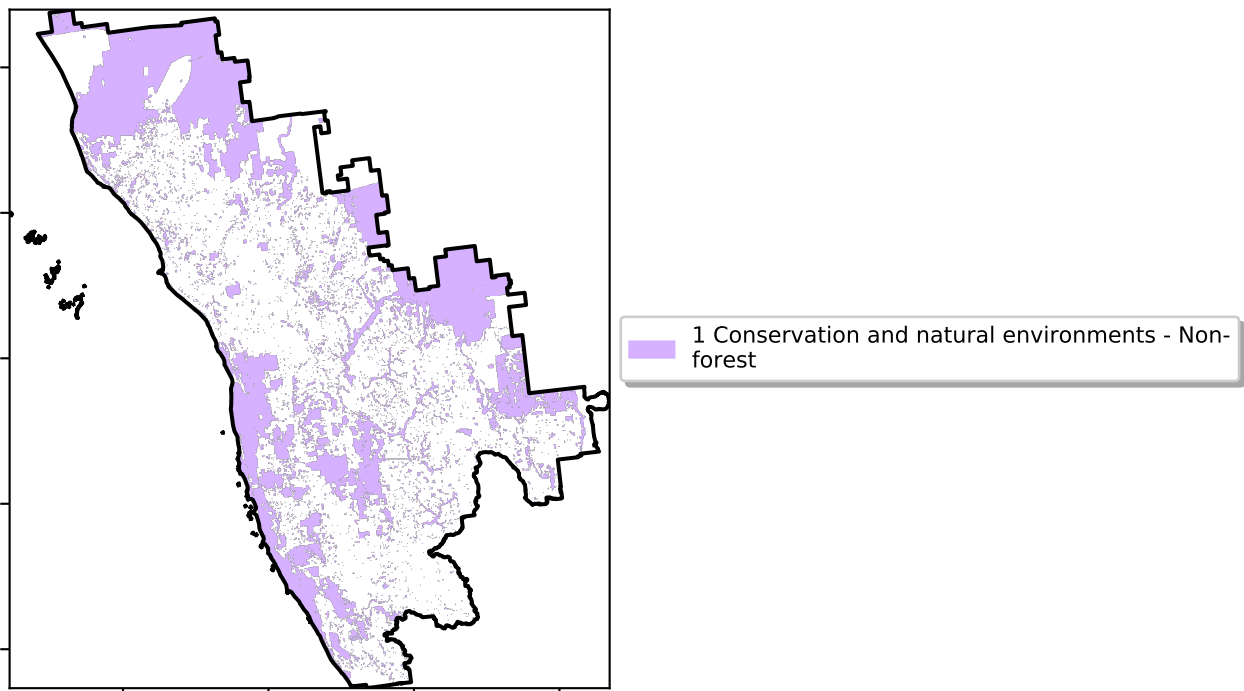 1 Conservation and natural environments - Non-
forest